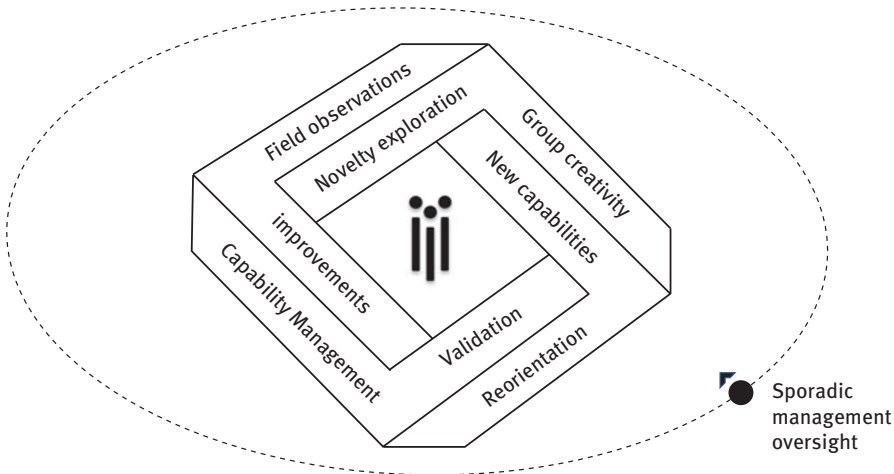 Field observations
Novelty exploration
Group creativity
New capabilities
improvements
Capability Management
Validation
Reorientation
Sporadic
management
oversight